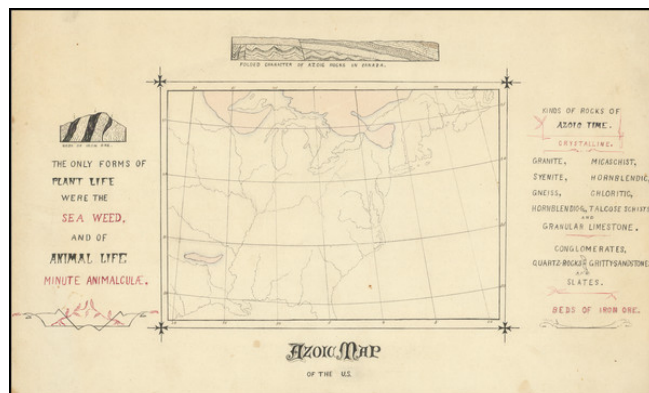 FOLDED CHARACTER OF AZOIC ROCKS IN CANADA.
BEDS OF IRON ORE.
THE ONLY FORMS OF
PLANT LIFE
WERE THE
SEA WEED,
AND OF
ANIMAL LIFE
MINUTE ANIMALCULÆ.
KINDS OF ROCKS OF
AZOIC TIME.
CRYSTALLINE.
GRANITE, MICASCHIST,
SYENITE, HORNBLENDIC,
GNEISS, CHLORITIC,
HORNBLENDIC, TALCOSE SCHISTS
AND
GRANULAR LIMESTONE.
CONGLOMERATES,
QUARTZ-ROCK GRITTY-SANDSTONE
AND
SLATES.
BEDS OF IRON ORE.
AZOIC MAP
OF THE U.S.